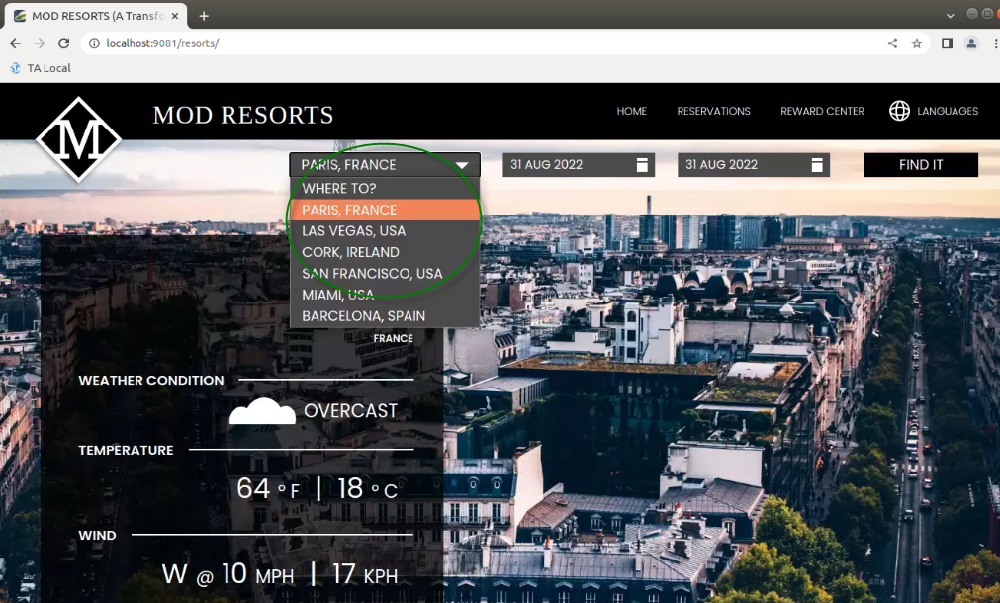 MOD RESORTS (A Transfo
localhost:9081/resorts/
TA Local
M
MOD RESORTS
HOME
RESERVATIONS
REWARD CENTER
LANGUAGES
PARIS, FRANCE
31 AUG 2022
31 AUG 2022
FIND IT
WHERE TO?
PARIS, FRANCE
LAS VEGAS, USA
CORK, IRELAND
SAN FRANCISCO, USA
MIAMI, USA
BARCELONA, SPAIN
FRANCE
WEATHER CONDITION
OVERCAST
TEMPERATURE
64 ° F | 18 ° C
WIND
W @ 10 MPH | 17 KPH